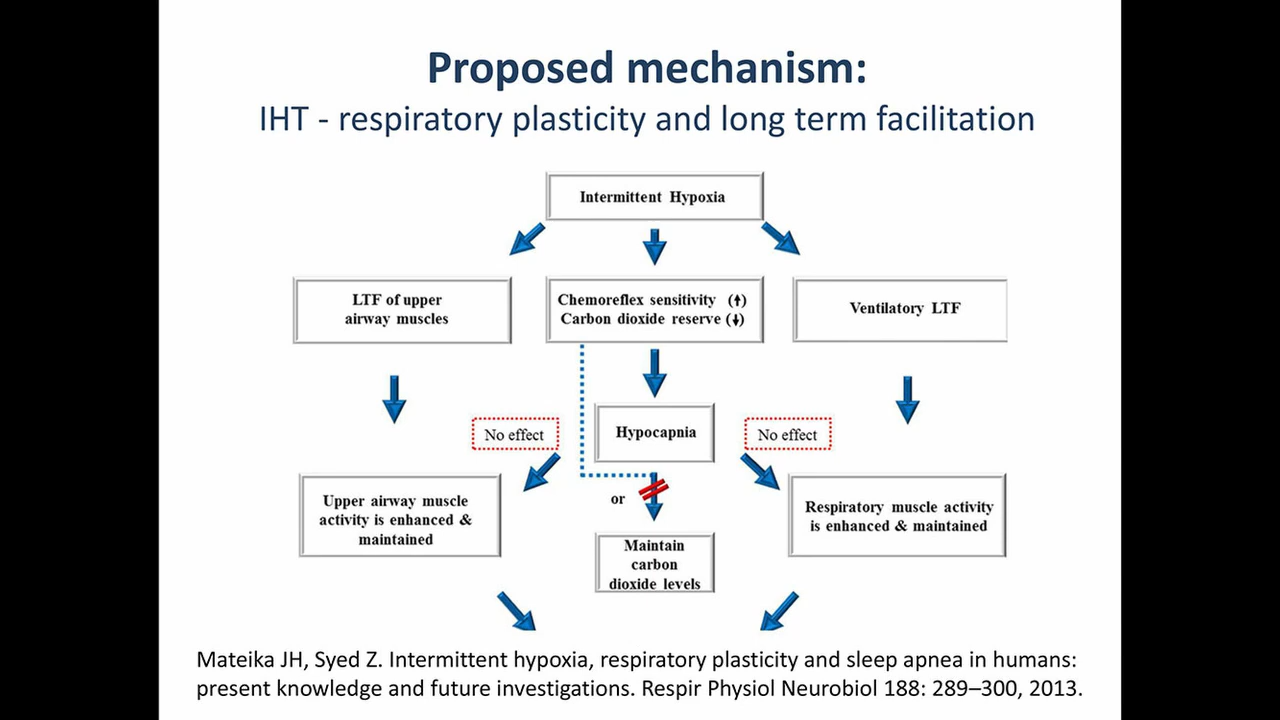 Proposed mechanism:
IHT - respiratory plasticity and long term facilitation
Intermittent Hypoxia
LTF of upper
airway muscles
Chemoreflex sensitivity (↑)
Carbon dioxide reserve (↓)
Ventilatory LTF
No effect
Hypocapnia
No effect
Upper airway muscle
activity is enhanced &
maintained
or
Respiratory muscle activity
is enhanced & maintained
Maintain
carbon
dioxide levels
Mateika JH, Syed Z. Intermittent hypoxia, respiratory plasticity and sleep apnea in humans:
present knowledge and future investigations. Respir Physiol Neurobiol 188: 289–300, 2013.